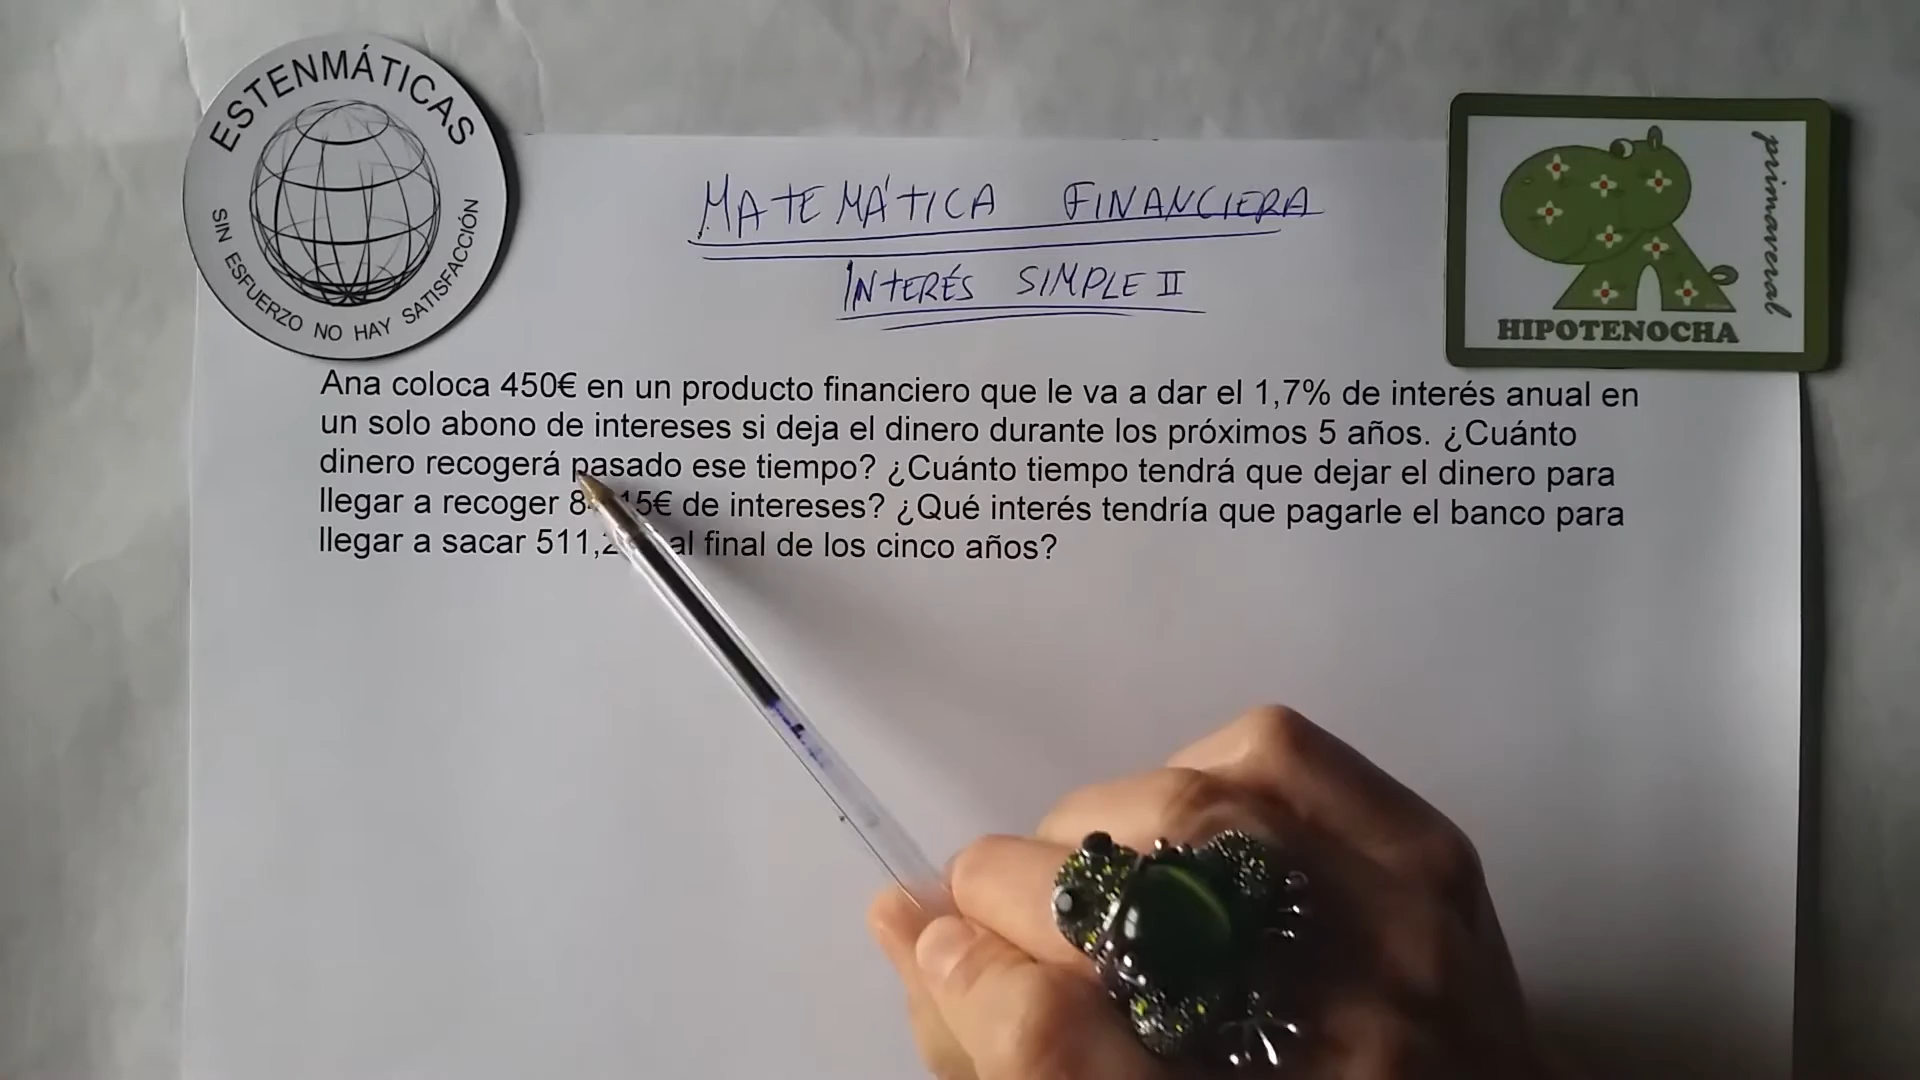 ESTENMÁTICAS
SIN ESFUERZO NO HAY SATISFACCIÓN
MATEMÁTICA FINANCIERA
INTERÉS SIMPLE II
primaveral
HIPOTENOCHA
Ana coloca 450€ en un producto financiero que le va a dar el 1,7% de interés anual en
un solo abono de intereses si deja el dinero durante los próximos 5 años. ¿Cuánto
dinero recogerá pasado ese tiempo? ¿Cuánto tiempo tendrá que dejar el dinero para
llegar a recoger de intereses? ¿Qué interés tendría que pagarle el banco para
llegar a sacar al final de los cinco años?